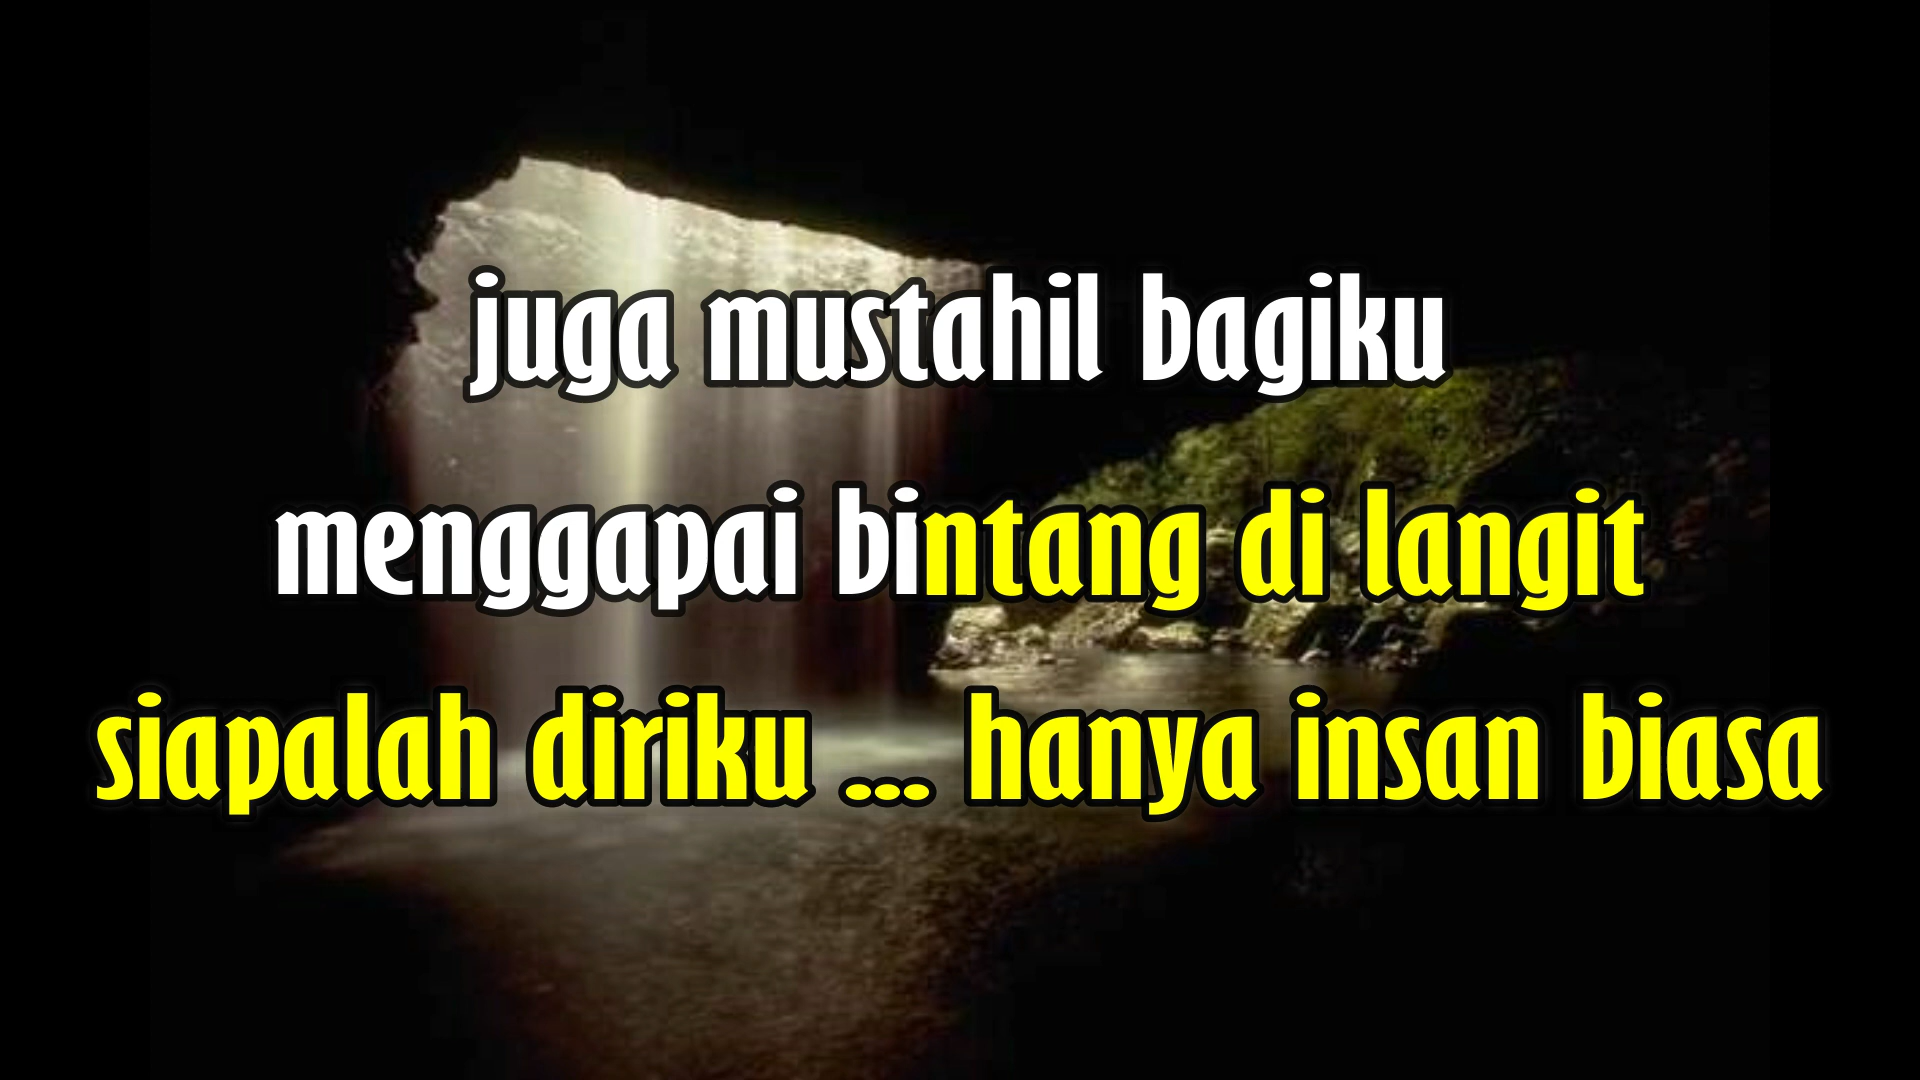 juga mustahil bagiku
menggapai bintang di langit
siapalah diriku ... hanya insan biasa